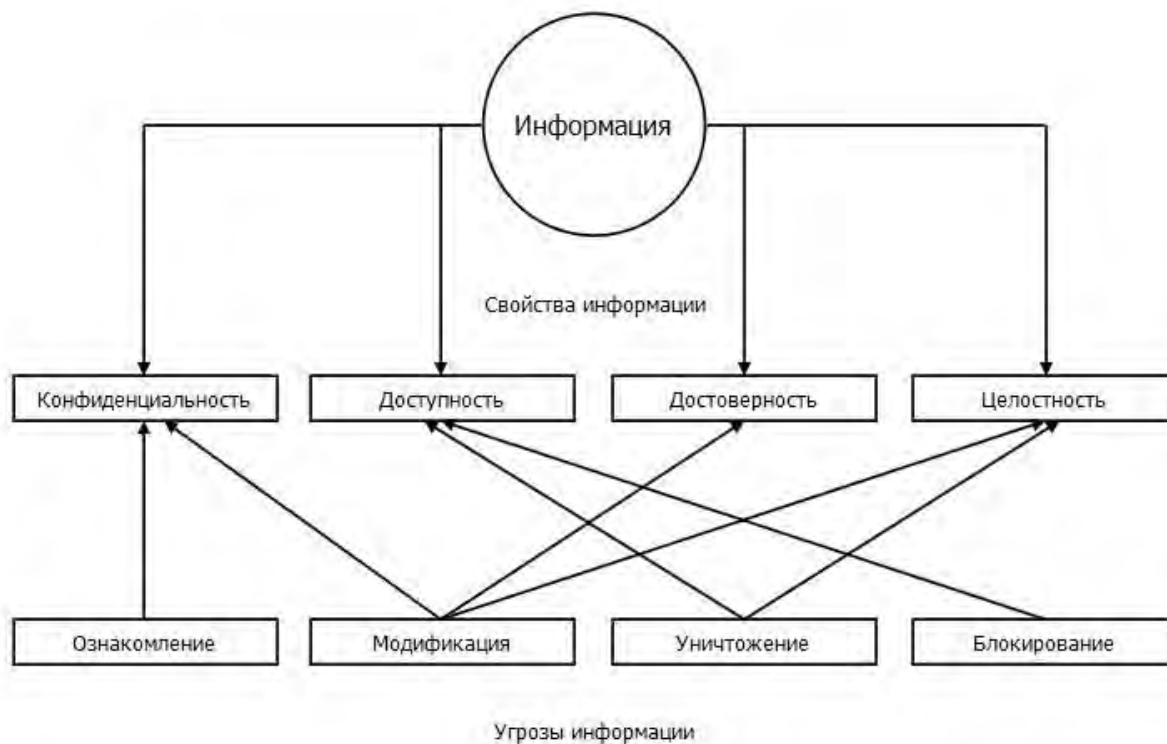 Информация
Свойства информации
Конфиденциальность
Доступность
Достоверность
Целостность
Ознакомление
Модификация
Уничтожение
Блокирование
Угрозы информации